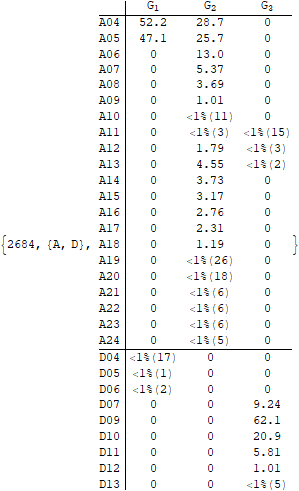 G1 G2 G3
A04 52.2 28.7 0
A05 47.1 25.7 0
A06 0 13.0 0
A07 0 5.37 0
A08 0 3.69 0
A09 0 1.01 0
A10 0 <1%(11) 0
A11 0 <1%(3) <1%(15)
A12 0 1.79 <1%(3)
A13 0 4.55 <1%(2)
A14 0 3.73 0
A15 0 3.17 0
A16 0 2.76 0
A17 0 2.31 0
{2684, {A, D}, A18 0 1.19 0 }
A19 0 <1%(26) 0
A20 0 <1%(18) 0
A21 0 <1%(6) 0
A22 0 <1%(6) 0
A23 0 <1%(6) 0
A24 0 <1%(5) 0
D04 <1%(17) 0 0
D05 <1%(1) 0 0
D06 <1%(2) 0 0
D07 0 0 9.24
D09 0 0 62.1
D10 0 0 20.9
D11 0 0 5.81
D12 0 0 1.01
D13 0 0 <1%(5)